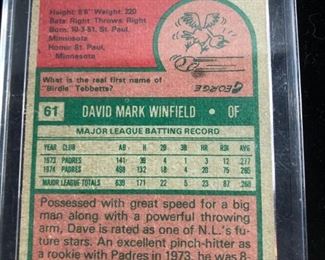 Height: 6'6" Weight: 220
Bats: Right Throws: Right
Born: 10-3-51, St. Paul,
Minnesota
Home: St. Paul,
Minnesota
GEORGE
What is the real first name of
"Birdie" Tebbetts?
61 DAVID MARK WINFIELD • OF
MAJOR LEAGUE BATTING RECORD
YEAR CLUB AB H 2B 3B HR RBI AVG
1973 PADRES 141 39 4 1 3 12 .277
1974 PADRES 498 132 18 4 20 75 .265
MAJOR LEAGUE TOTALS 639 171 22 5 23 87 .268
Possessed with great speed for a big
man along with a powerful throwing
arm, Dave is rated as one of N.L.'s
future stars. An excellent pinch-hitter as
a rookie with Padres in 1973, he was 8-